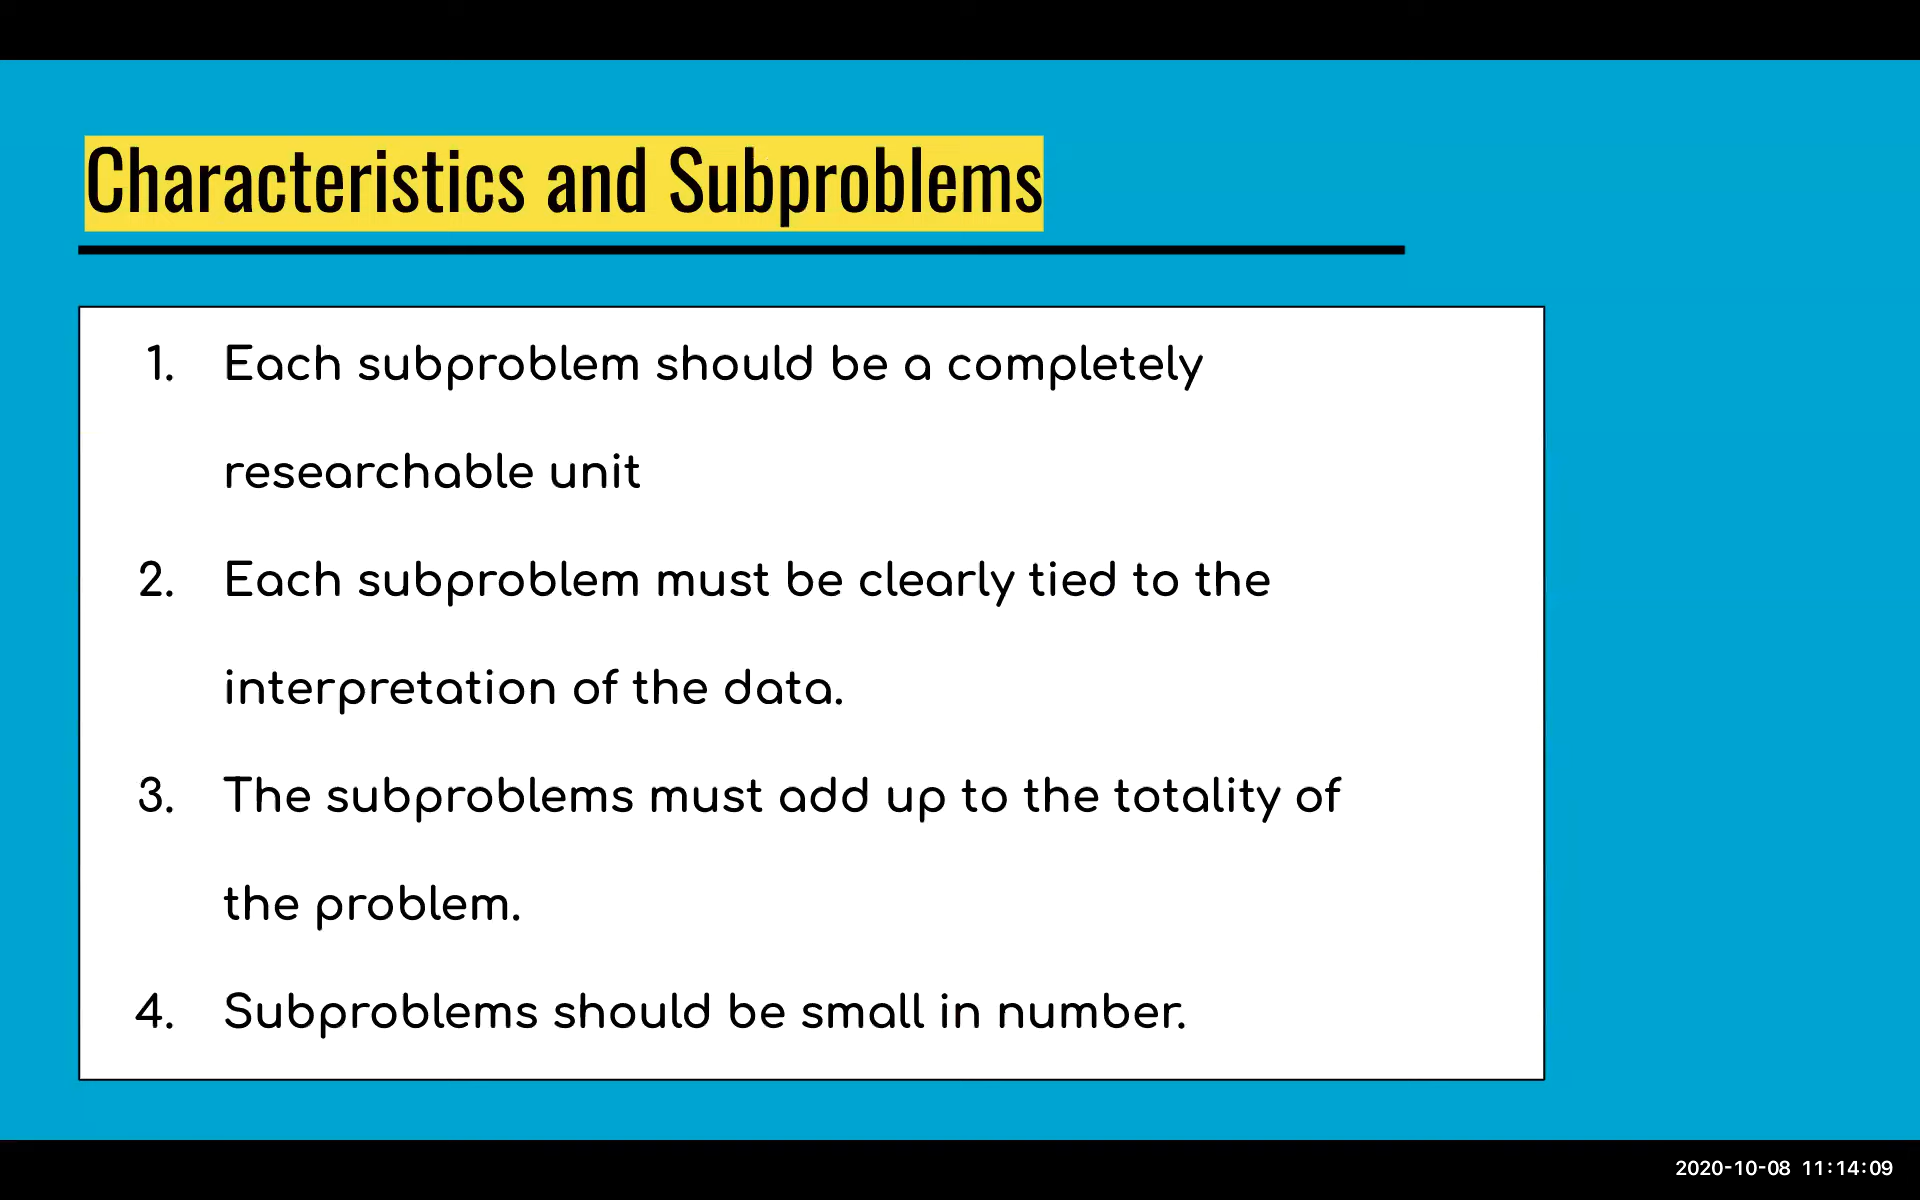 Characteristics and Subproblems
1. Each subproblem should be a completely
researchable unit
2. Each subproblem must be clearly tied to the
interpretation of the data.
3. The subproblems must add up to the totality of
the problem.
4. Subproblems should be small in number.
2020-10-08 11:14:09